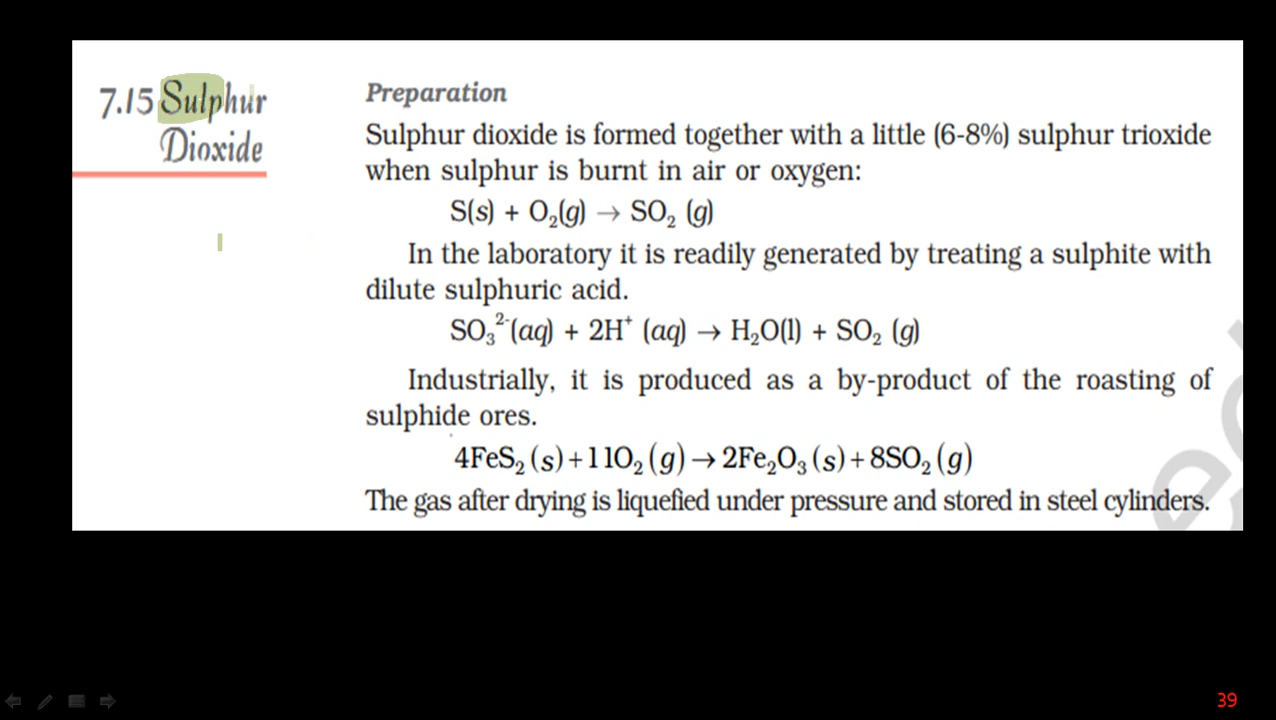 7.15 Sulphur
Dioxide
Preparation
Sulphur dioxide is formed together with a little (6-8%) sulphur trioxide
when sulphur is burnt in air or oxygen:
S(s) + O₂(g) → SO₂ (g)
In the laboratory it is readily generated by treating a sulphite with
dilute sulphuric acid.
SO₃²⁻(aq) + 2H⁺ (aq) → H₂O(l) + SO₂ (g)
Industrially, it is produced as a by-product of the roasting of
sulphide ores.
4FeS₂ (s) + 11O₂ (g) → 2Fe₂O₃ (s) + 8SO₂ (g)
The gas after drying is liquefied under pressure and stored in steel cylinders.
39